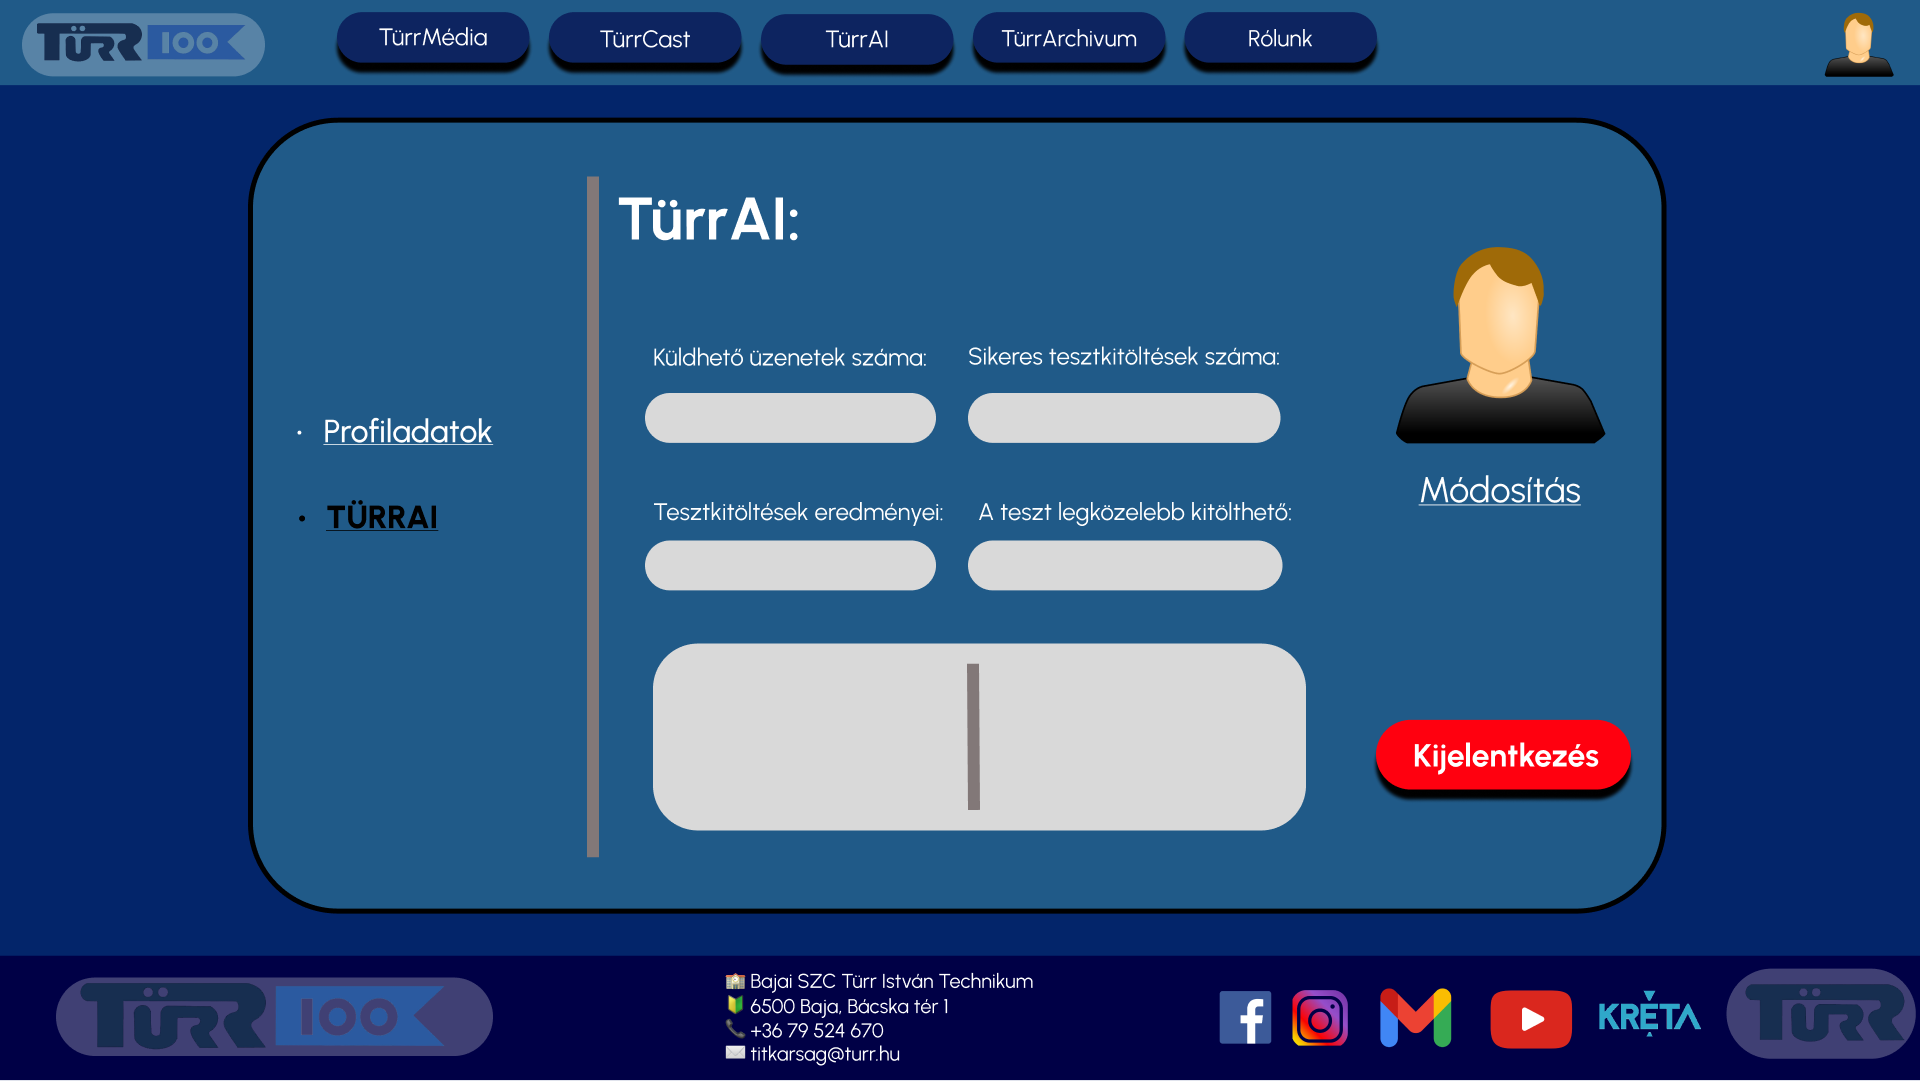 TÜRR 100
TürrMédia
TürrCast
TürrAI
TürrArchivum
Rólunk
TürrAI:
Küldhető üzenetek száma:
Sikeres tesztkitöltések száma:
• Profiladatok
Módosítás
• TÜRRAI
Tesztkitöltések eredményei:
A teszt legközelebb kitölthető:
Kijelentkezés
TÜRR 100
🏫 Bajai SZC Türr István Technikum
🔰 6500 Baja, Bácska tér 1
📞 +36 79 524 670
✉️ titkarsag@turr.hu
KRÉTA
TÜRR